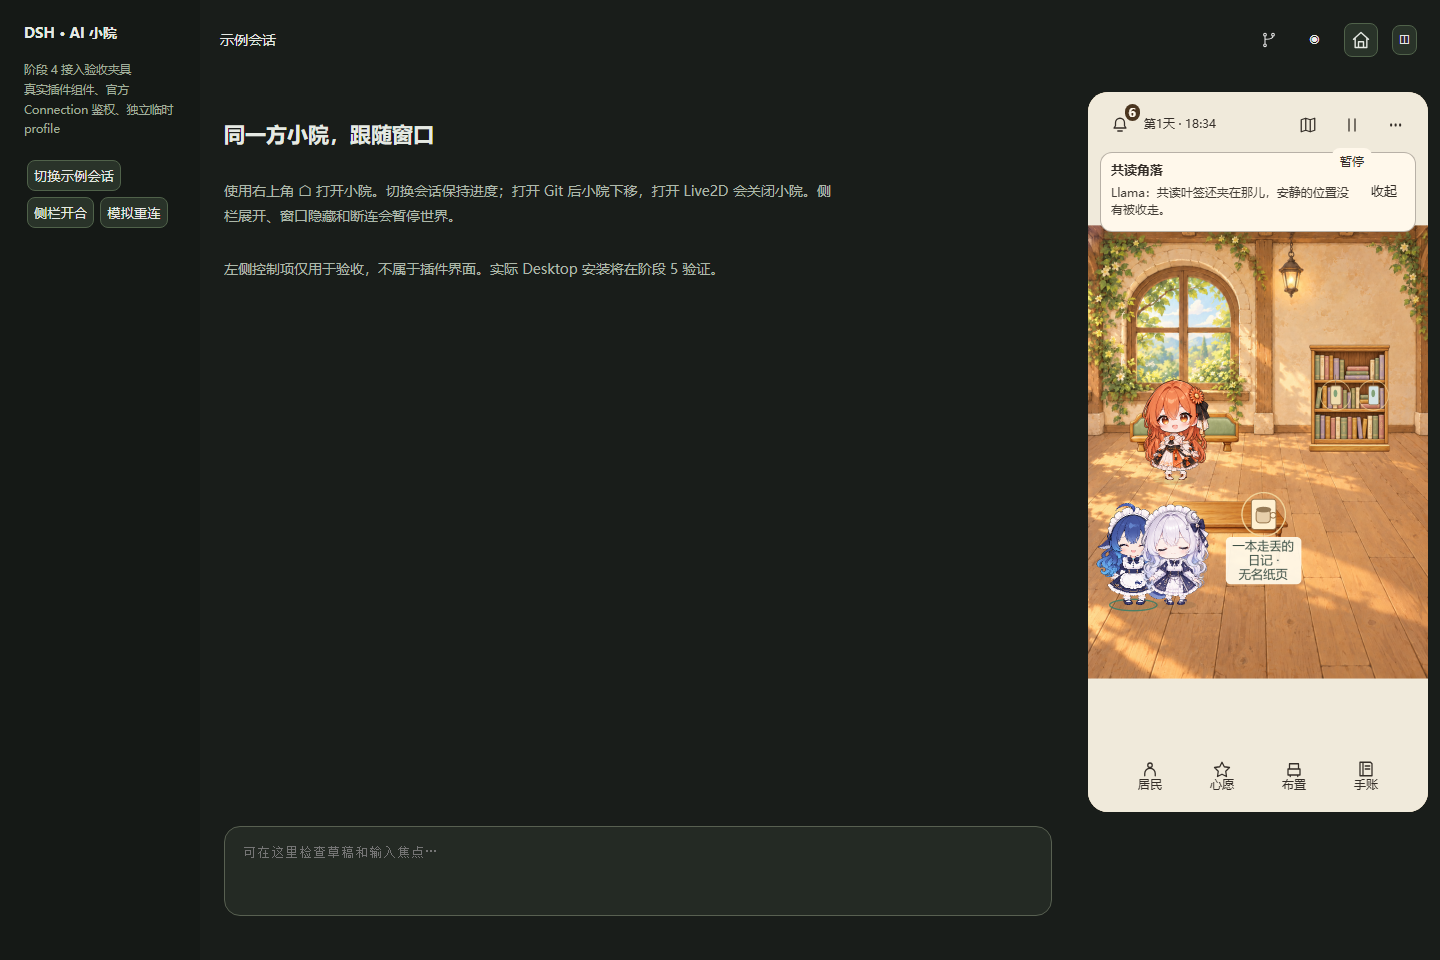 DSH • AI 小院
阶段 4 接入验收夹具
真实插件组件、官方
Connection 鉴权、独立临时
profile
切换示例会话
侧栏开合
模拟重连
示例会话
同一方小院，跟随窗口
使用右上角 ⌂ 打开小院。切换会话保持进度；打开 Git 后小院下移，打开 Live2D 会关闭小院。侧
栏展开、窗口隐藏和断连会暂停世界。
左侧控制项仅用于验收，不属于插件界面。实际 Desktop 安装将在阶段 5 验证。
可在这里检查草稿和输入焦点…
6
第1天 · 18:34
暂停
共读角落
Llama：共读叶签还夹在那儿，安静的位置没
有被收走。
收起
一本走丢的
日记 ·
无名纸页
居民
心愿
布置
手账